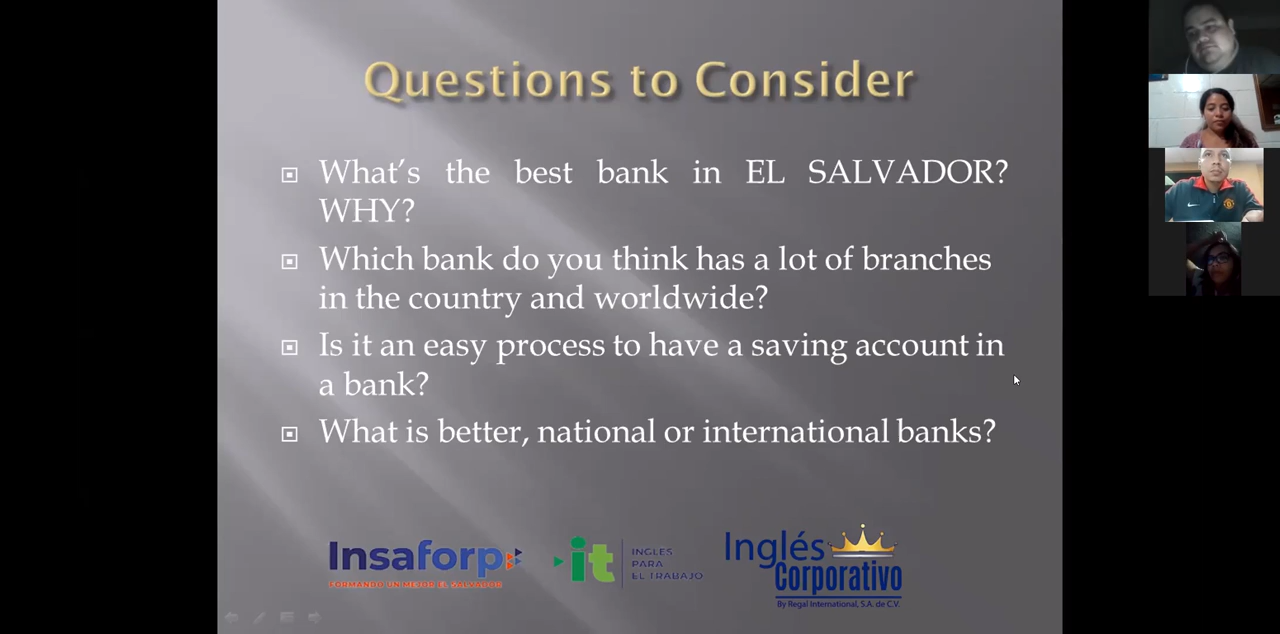 Questions to Consider
What's the best bank in EL SALVADOR?
WHY?
Which bank do you think has a lot of branches
in the country and worldwide?
Is it an easy process to have a saving account in
a bank?
What is better, national or international banks?
Insaforp
FORMANDO UN MEJOR EL SALVADOR
it
INGLES
PARA
EL TRABAJO
Inglés
Corporativo
By Regal International, S.A. de C.V.